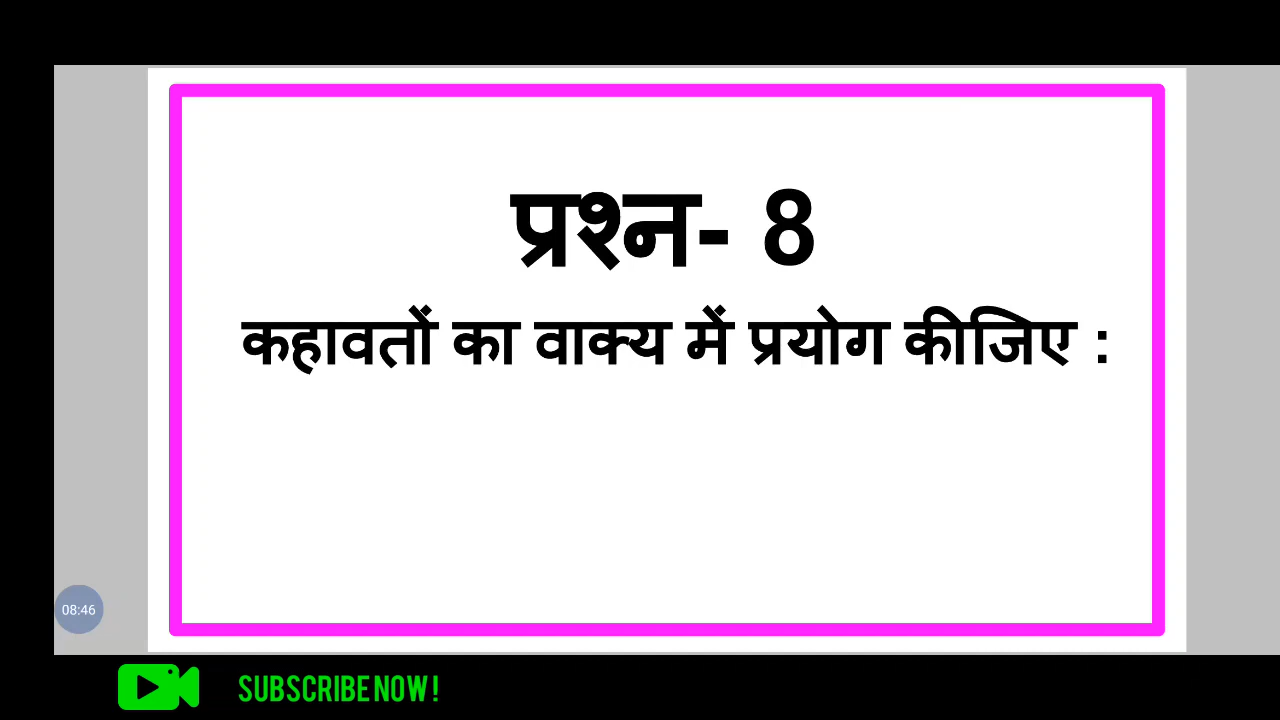 प्रश्न- 8
कहावतों का वाक्य में प्रयोग कीजिए :
08:46
SUBSCRIBE NOW !